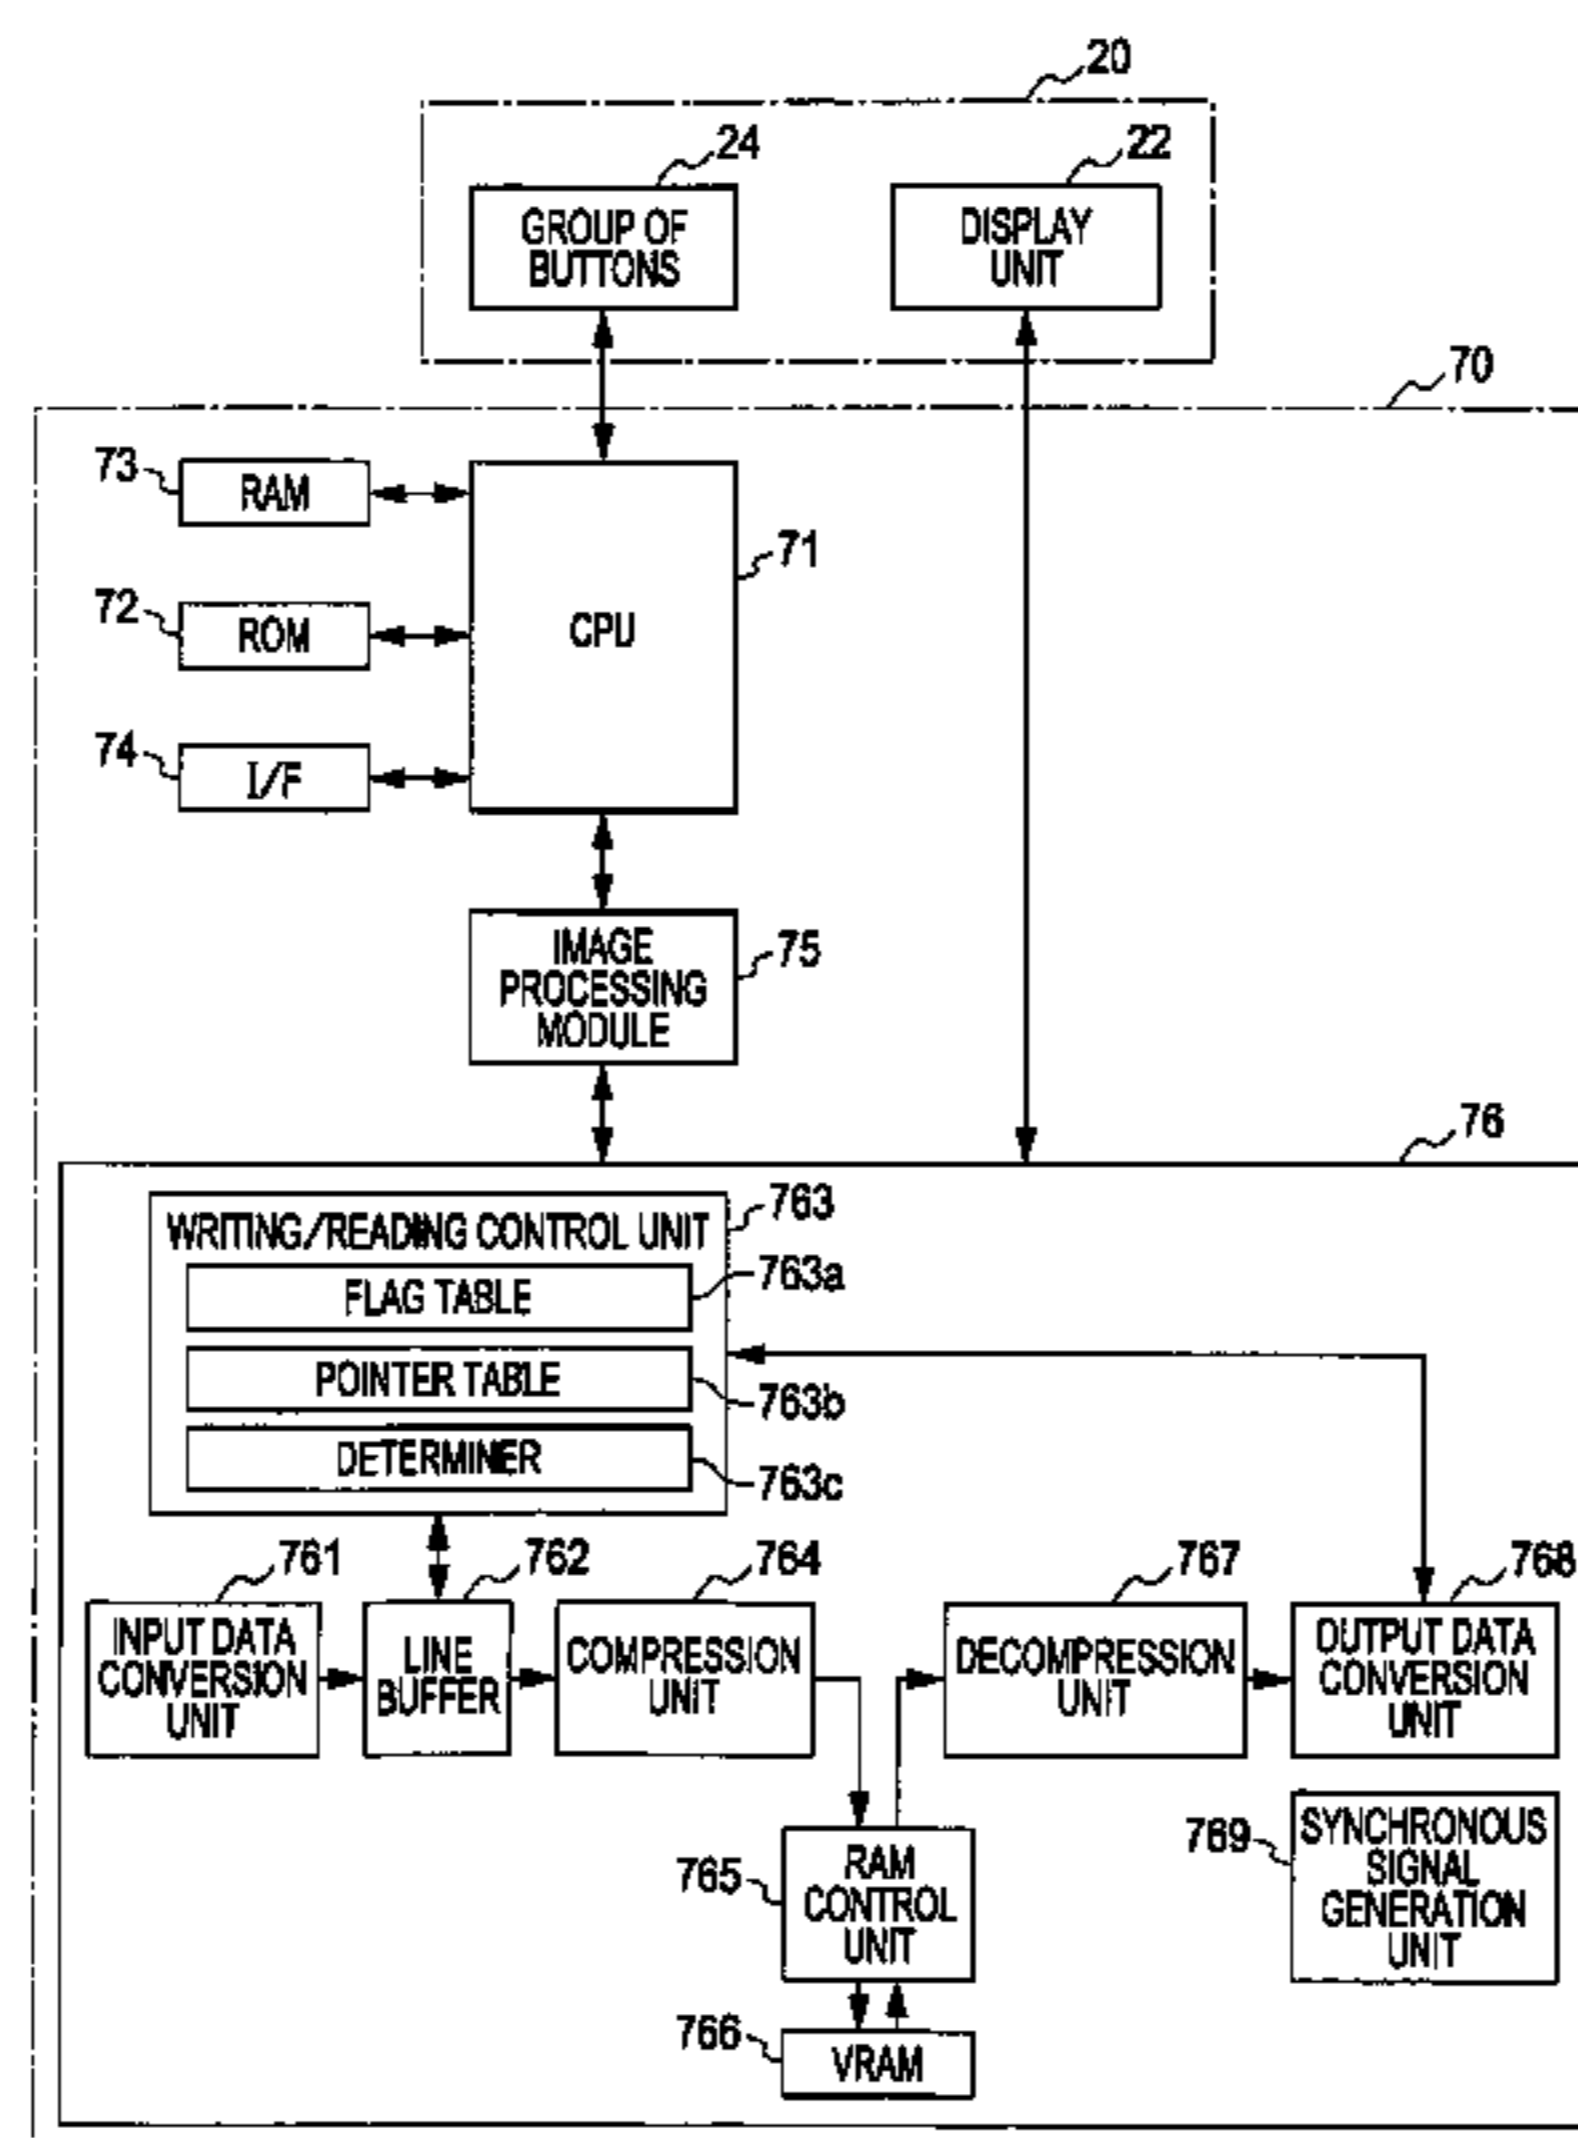 20
24
22
GROUP OF
BUTTONS
DISPLAY
UNIT
70
73
RAM
71
72
ROM
CPU
74
I/F
IMAGE
PROCESSING
MODULE
75
76
763
WRITING/READING CONTROL UNIT
763a
FLAG TABLE
POINTER TABLE
763b
DETERMINER
763c
761
762
764
767
768
INPUT DATA
CONVERSION
UNIT
LINE
BUFFER
COMPRESSION
UNIT
DECOMPRESSION
UNIT
OUTPUT DATA
CONVERSION
UNIT
765
RAM
CONTROL
UNIT
769
SYNCHRONOUS
SIGNAL
GENERATION
UNIT
766
VRAM